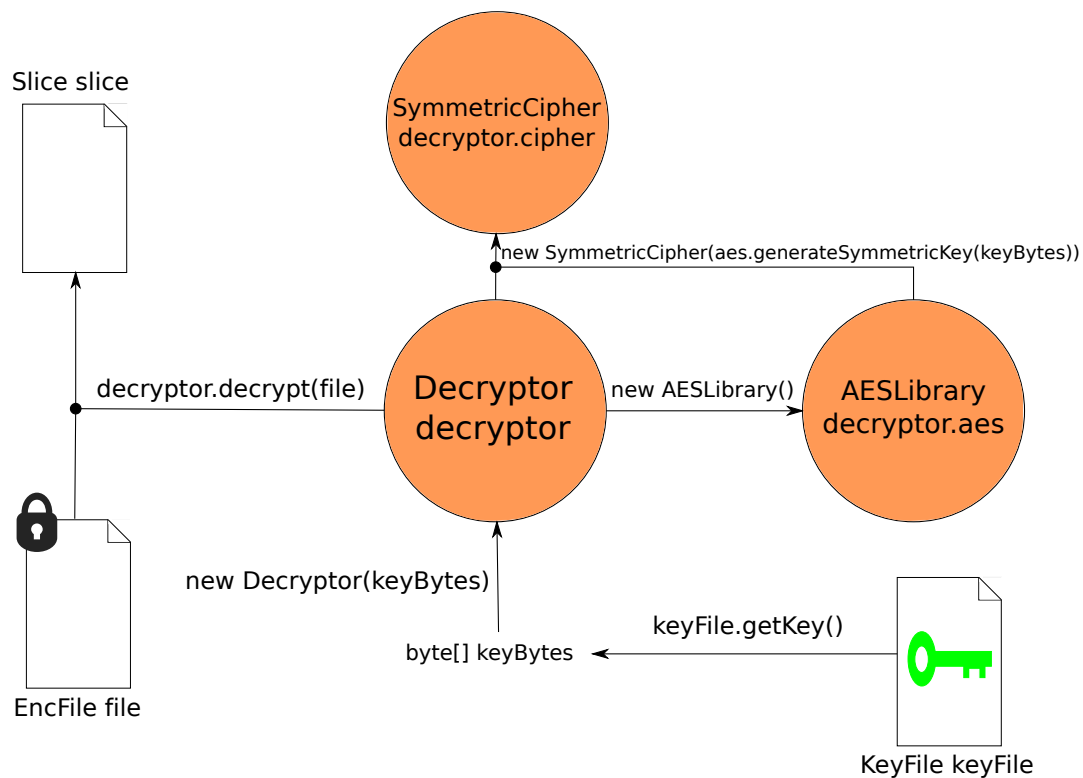 Slice slice
SymmetricCipher
decryptor.cipher
new SymmetricCipher(aes.generateSymmetricKey(keyBytes))
decryptor.decrypt(file)
Decryptor
decryptor
new AESLibrary()
AESLibrary
decryptor.aes
new Decryptor(keyBytes)
keyFile.getKey()
byte[] keyBytes
EncFile file
KeyFile keyFile